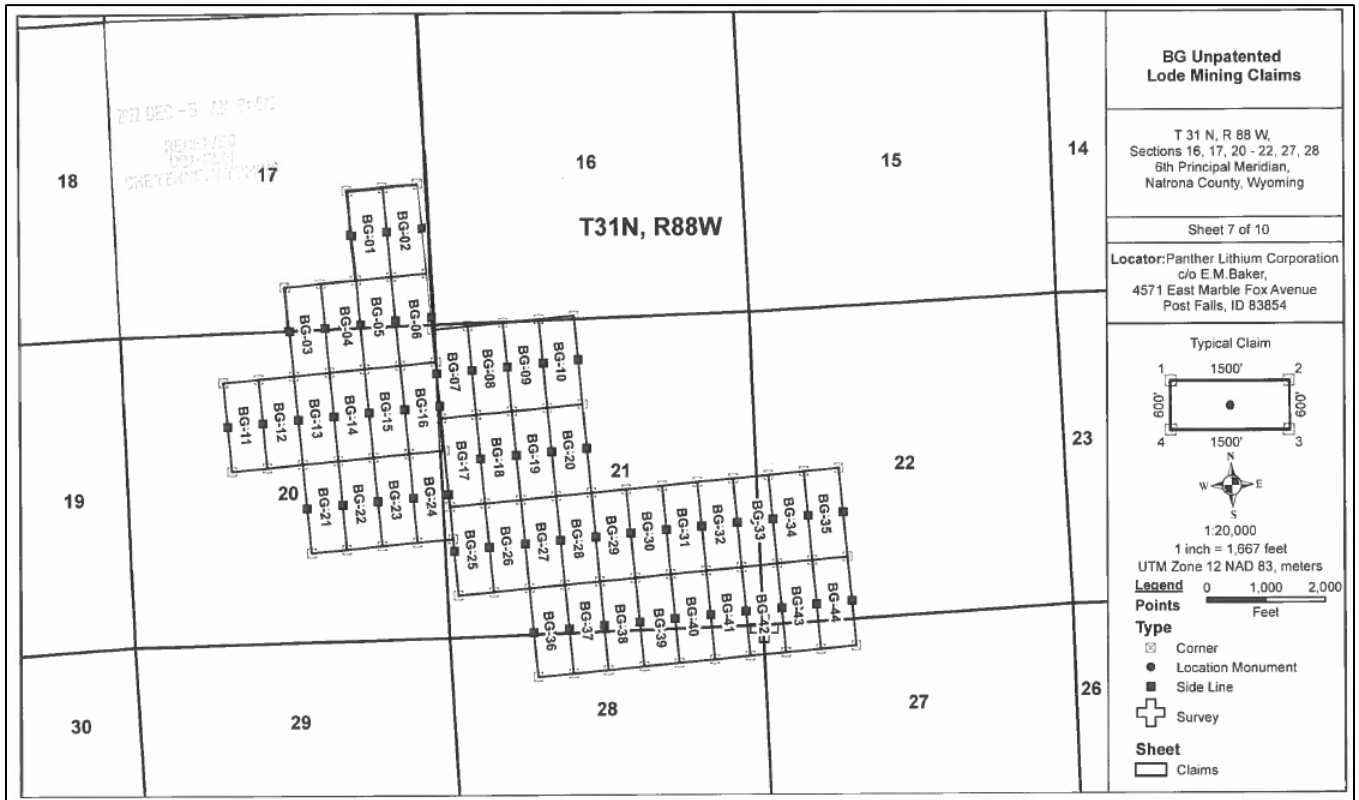 BG Unpatented
Lode Mining Claims
T 31 N, R 88 W,
Sections 16, 17, 20 - 22, 27, 28
6th Principal Meridian,
Natrona County, Wyoming
Sheet 7 of 10
Locator:Panther Lithium Corporation
c/o E.M.Baker,
4571 East Marble Fox Avenue
Post Falls, ID 83854
Typical Claim
1 1500' 2
600' 600'
4 1500' 3
N
W E
S
1:20,000
1 inch = 1,667 feet
UTM Zone 12 NAD 83, meters
Legend 0 1,000 2,000
Points Feet
Type
Corner
Location Monument
Side Line
Survey
Sheet
Claims
2022 DEC -5 AM
RECEIVED
CHEYENNE, WYOMING
18
17
16
15
14
T31N, R88W
BG-01
BG-02
BG-03
BG-04
BG-05
BG-06
BG-07
BG-08
BG-09
BG-10
BG-11
BG-12
BG-13
BG-14
BG-15
BG-16
BG-17
BG-18
BG-19
BG-20
19
20
21
22
23
BG-21
BG-22
BG-23
BG-24
BG-25
BG-26
BG-27
BG-28
BG-29
BG-30
BG-31
BG-32
BG-33
BG-34
BG-35
BG-36
BG-37
BG-38
BG-39
BG-40
BG-41
BG-42
BG-43
BG-44
30
29
28
27
26